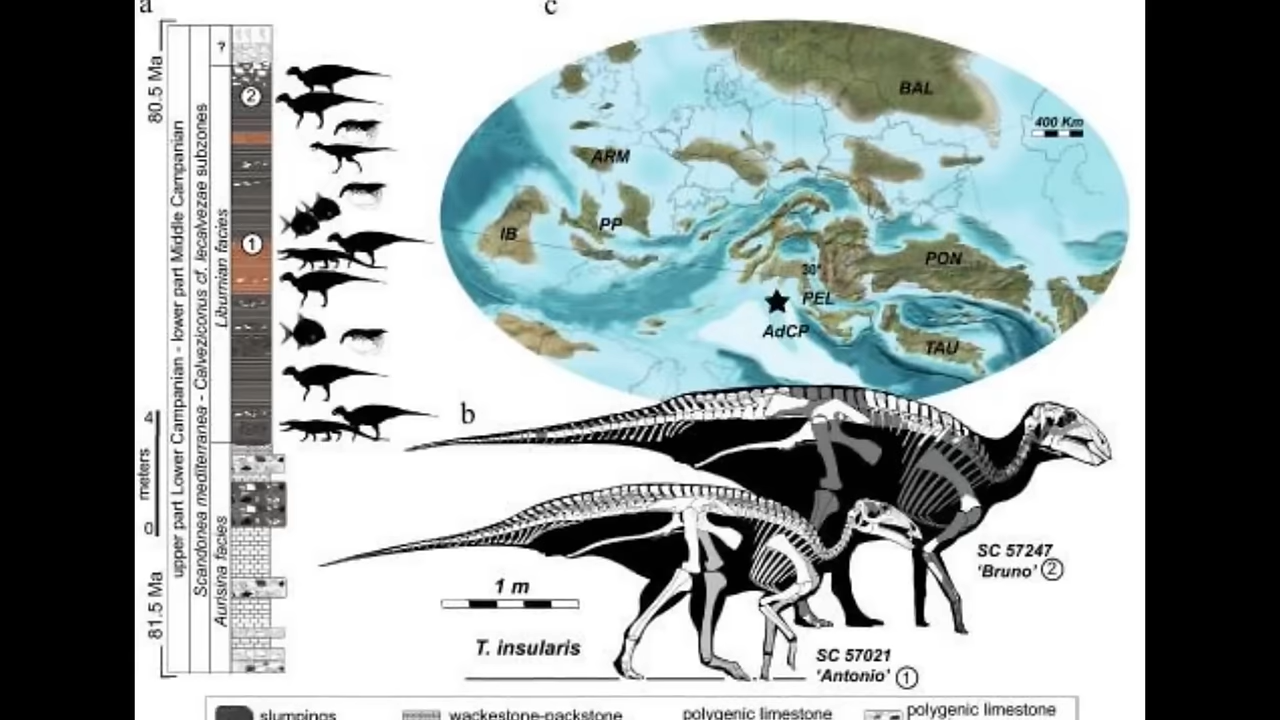 a
c
80.5 Ma
81.5 Ma
4
meters
0
upper part Lower Campanian - lower part Middle Campanian
Scandonea mediterranea - Calveziconus cf. lecalvezae subzones
?
Liburnian facies
Aurisina facies
2
1
BAL
400 Km
ARM
IB
PP
PON
30°
PEL
AdCP
TAU
b
SC 57247
'Bruno' 2
1 m
T. insularis
SC 57021
'Antonio' 1
slumpings
wackestone-packstone
polygenic limestone
polygenic limestone